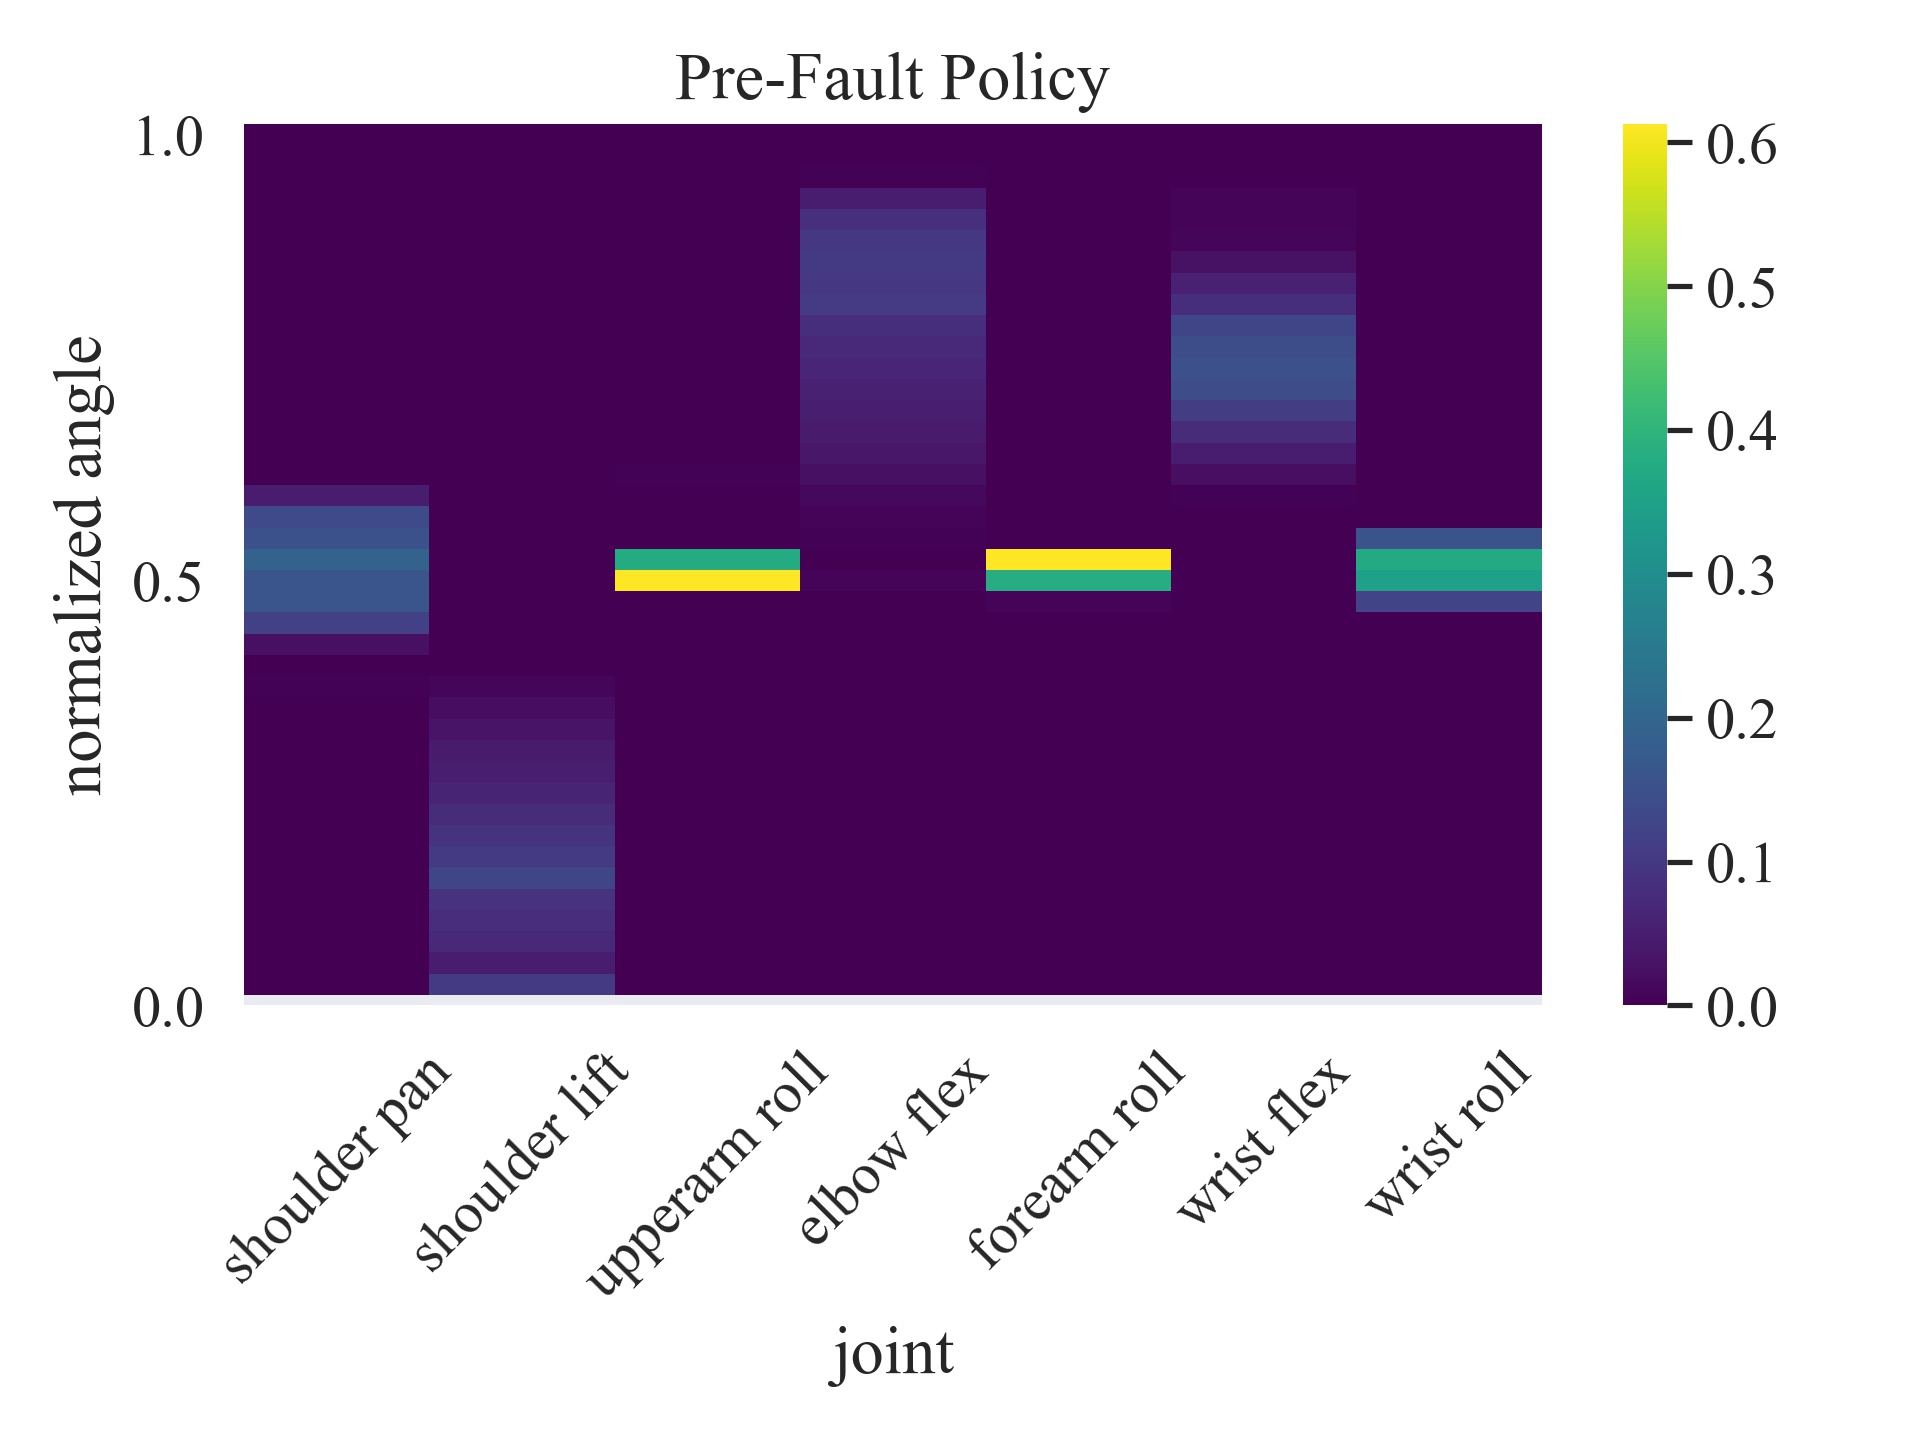 Pre-Fault Policy
1.0
0.5
0.0
normalized angle
shoulder pan
shoulder lift
upperarm roll
elbow flex
forearm roll
wrist flex
wrist roll
joint
0.6
0.5
0.4
0.3
0.2
0.1
0.0